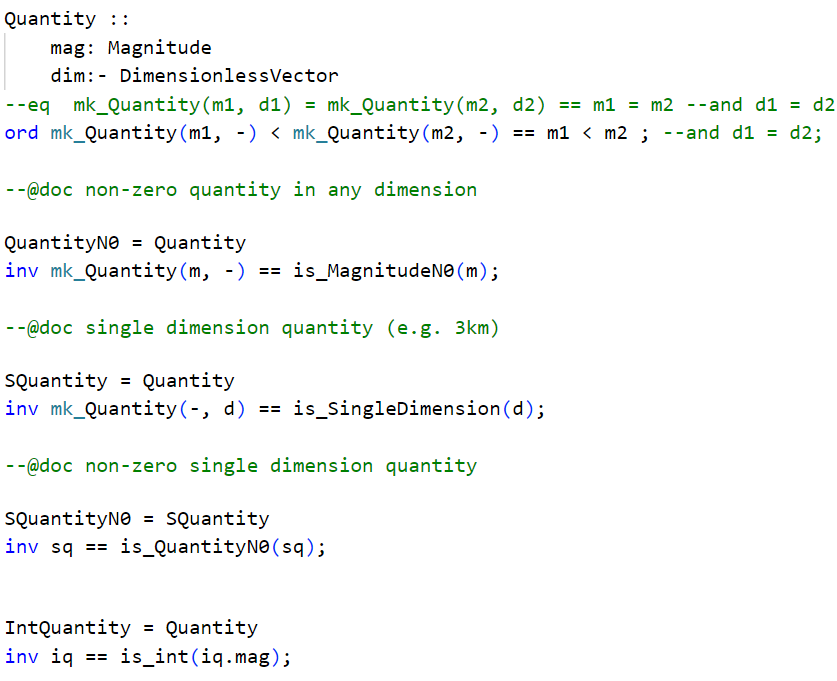 Quantity ::
    mag: Magnitude
    dim:- DimensionlessVector
--eq  mk_Quantity(m1, d1) = mk_Quantity(m2, d2) == m1 = m2 --and d1 = d2
ord mk_Quantity(m1, -) < mk_Quantity(m2, -) == m1 < m2 ; --and d1 = d2;
--@doc non-zero quantity in any dimension
QuantityN0 = Quantity
inv mk_Quantity(m, -) == is_MagnitudeN0(m);
--@doc single dimension quantity (e.g. 3km)
SQuantity = Quantity
inv mk_Quantity(-, d) == is_SingleDimension(d);
--@doc non-zero single dimension quantity
SQuantityN0 = SQuantity
inv sq == is_QuantityN0(sq);
IntQuantity = Quantity
inv iq == is_int(iq.mag);